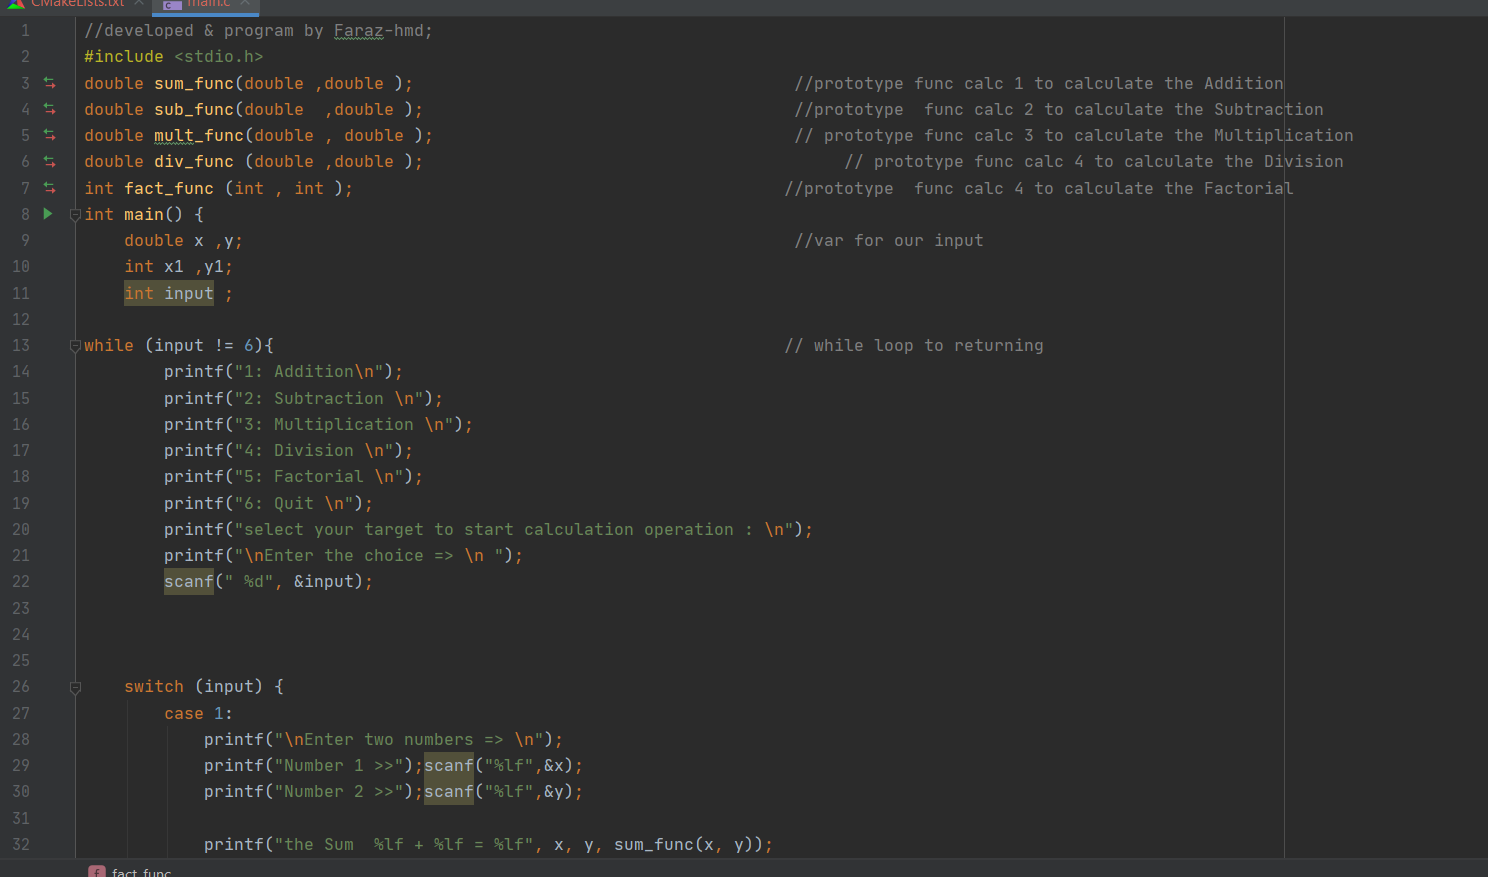 CMakeLists.txt × main.c ×
1 //developed & program by Faraz-hmd;
2 #include <stdio.h>
3 double sum_func(double ,double ); //prototype func calc 1 to calculate the Addition
4 double sub_func(double  ,double ); //prototype  func calc 2 to calculate the Subtraction
5 double mult_func(double , double ); // prototype func calc 3 to calculate the Multiplication
6 double div_func (double ,double ); // prototype func calc 4 to calculate the Division
7 int fact_func (int , int ); //prototype  func calc 4 to calculate the Factorial
8 int main() {
9 double x ,y; //var for our input
10 int x1 ,y1;
11 int input ;
12
13 while (input != 6){ // while loop to returning
14 printf("1: Addition\n");
15 printf("2: Subtraction \n");
16 printf("3: Multiplication \n");
17 printf("4: Division \n");
18 printf("5: Factorial \n");
19 printf("6: Quit \n");
20 printf("select your target to start calculation operation : \n");
21 printf("\nEnter the choice => \n ");
22 scanf(" %d", &input);
23
24
25
26 switch (input) {
27 case 1:
28 printf("\nEnter two numbers => \n");
29 printf("Number 1 >>");scanf("%lf",&x);
30 printf("Number 2 >>");scanf("%lf",&y);
31
32 printf("the Sum  %lf + %lf = %lf", x, y, sum_func(x, y));
f fact_func